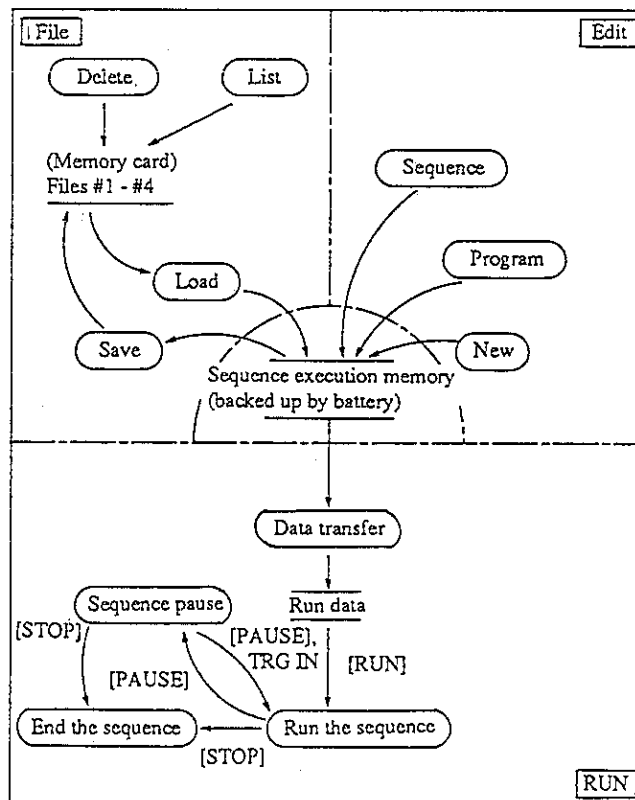 File
Edit
Delete
List
(Memory card)
Files #1 - #4
Sequence
Program
Load
Save
New
Sequence execution memory
(backed up by battery)
Data transfer
Sequence pause
Run data
[STOP]
[PAUSE],
TRG IN
[RUN]
[PAUSE]
End the sequence
Run the sequence
[STOP]
RUN